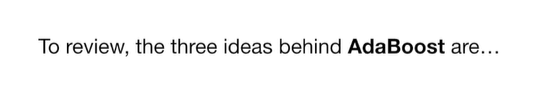 To review, the three ideas behind AdaBoost are…